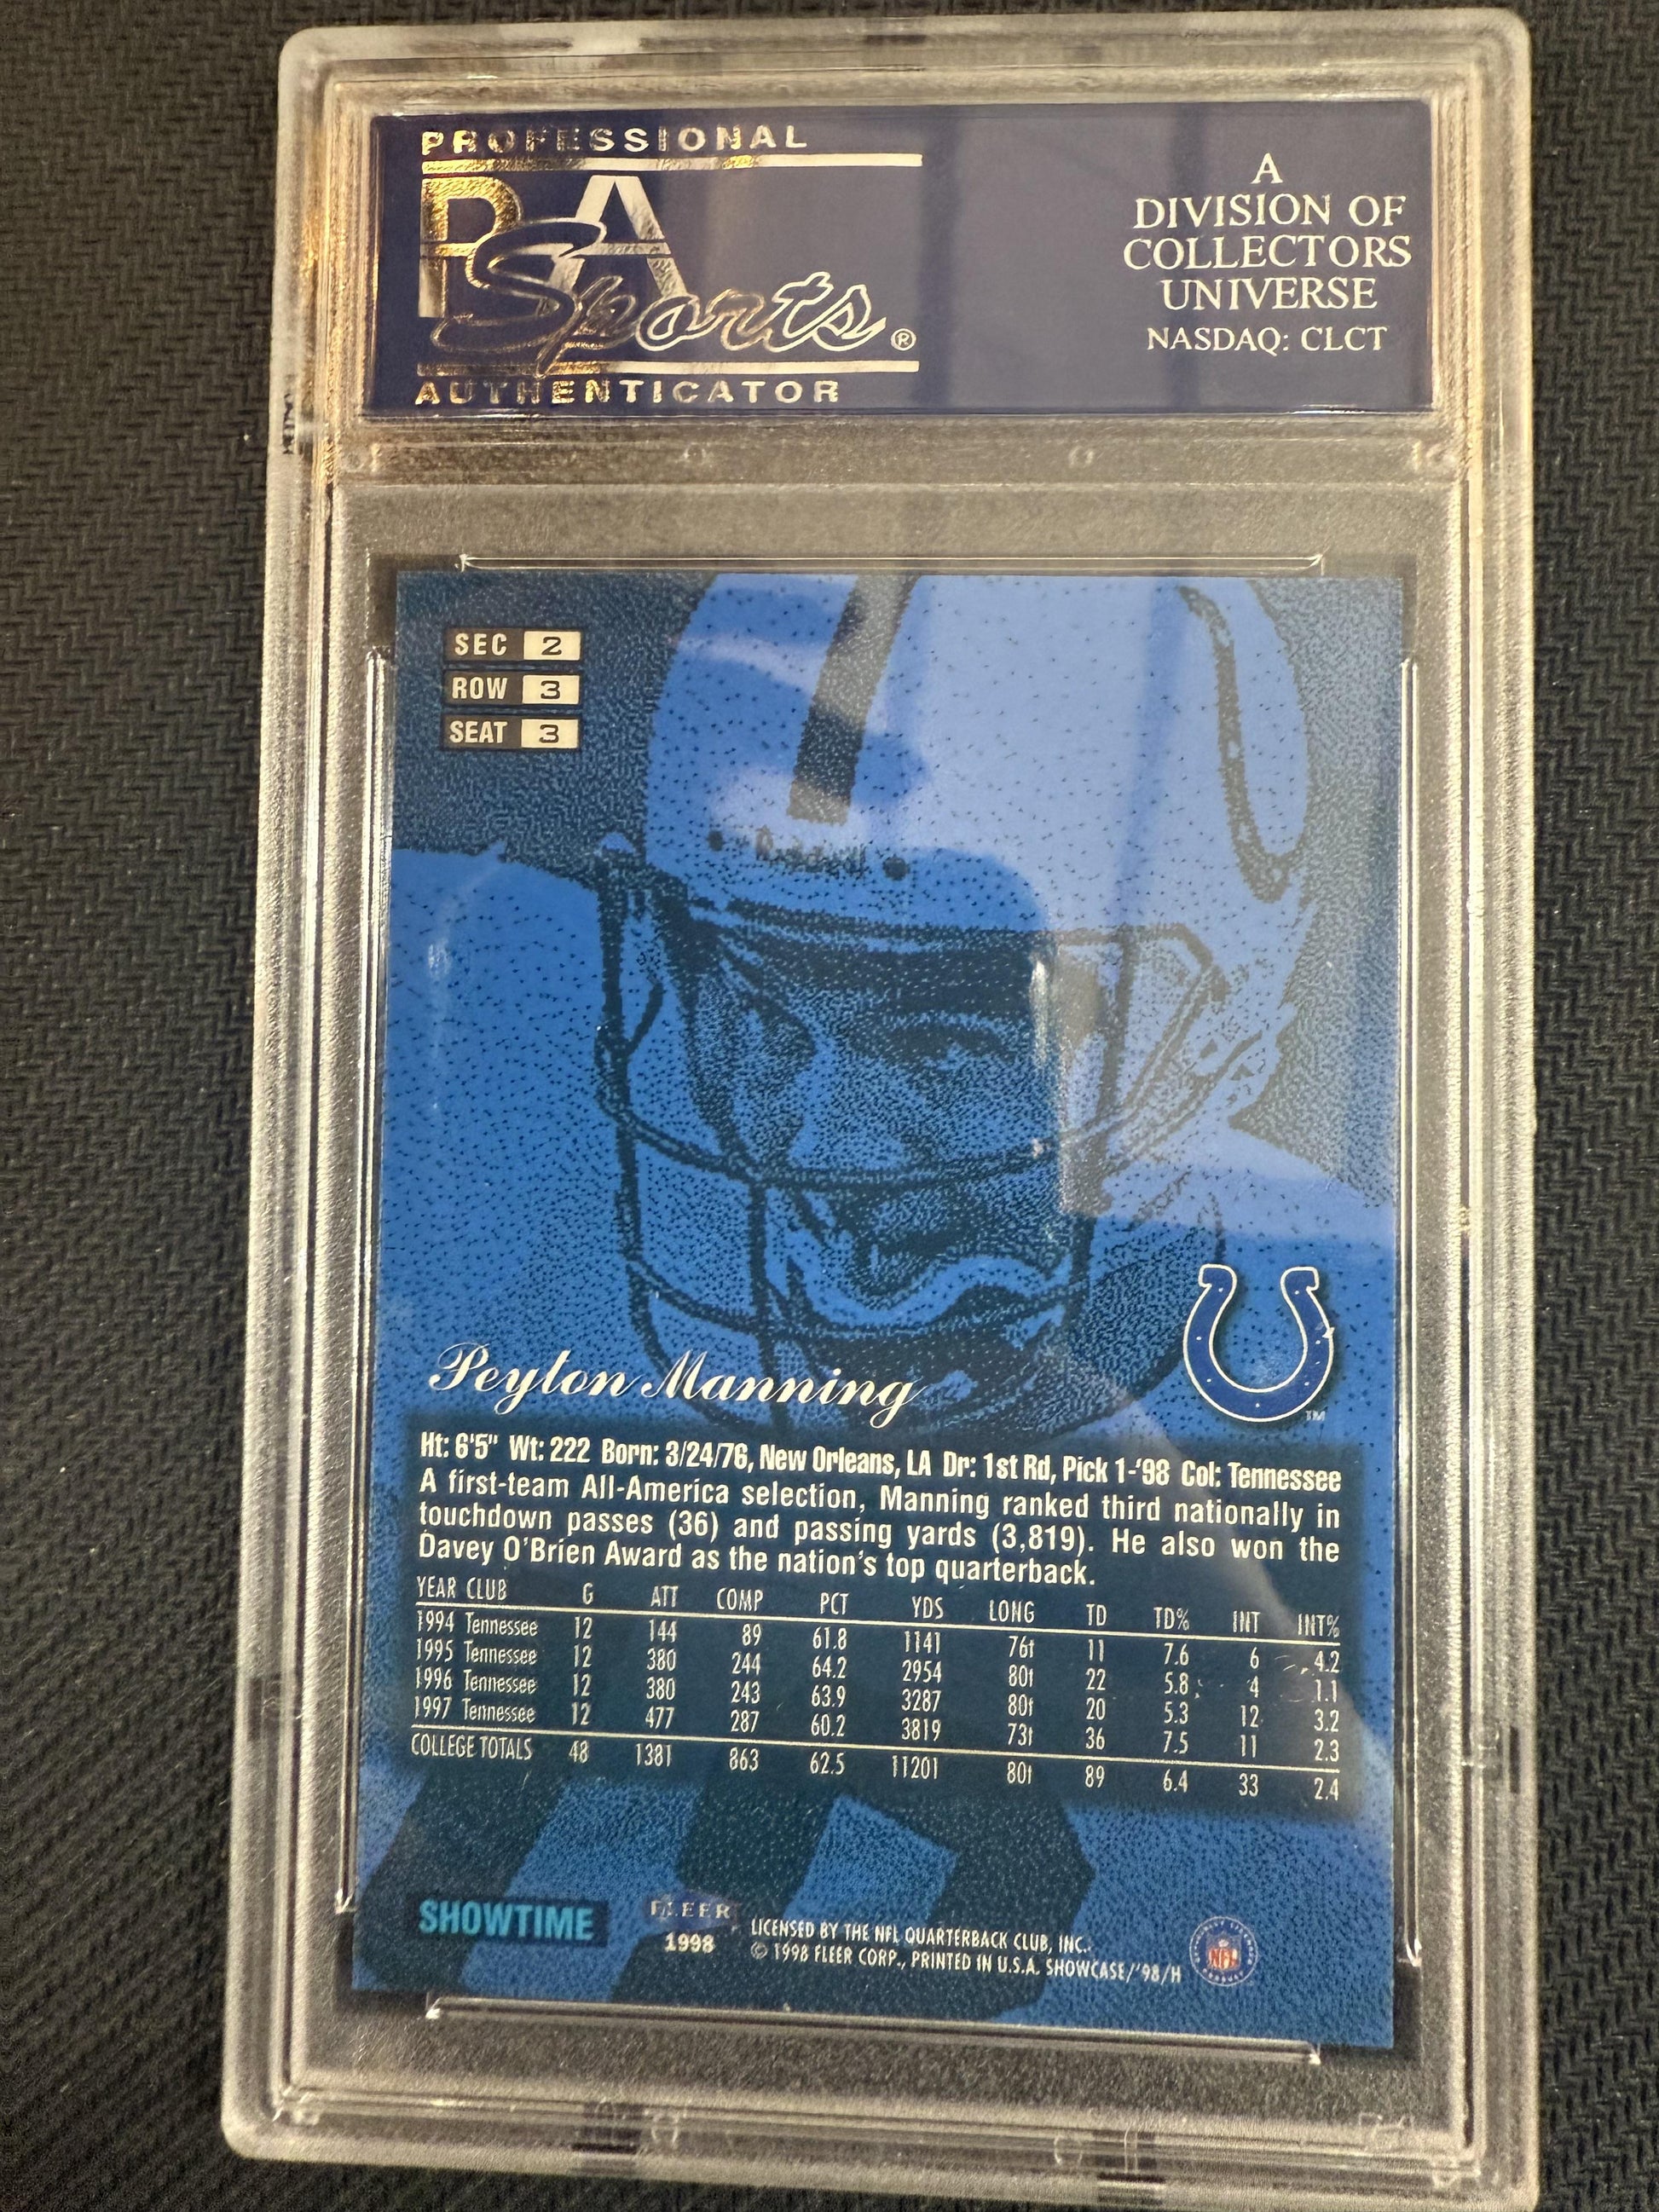 PROFESSIONAL
PSA
Sports®
AUTHENTICATOR
A
DIVISION OF
COLLECTORS
UNIVERSE
NASDAQ: CLCT
SEC 2
ROW 3
SEAT 3
Riddell
Peyton Manning
TM
Ht: 6'5" Wt: 222 Born: 3/24/76, New Orleans, LA Dr: 1st Rd, Pick 1-'98 Col: Tennessee
A first-team All-America selection, Manning ranked third nationally in
touchdown passes (36) and passing yards (3,819). He also won the
Davey O'Brien Award as the nation's top quarterback.
YEAR CLUB G ATT COMP PCT YDS LONG TD TD% INT INT%
1994 Tennessee 12 144 89 61.8 1141 76t 11 7.6 6 4.2
1995 Tennessee 12 380 244 64.2 2954 80t 22 5.8 4 1.1
1996 Tennessee 12 380 243 63.9 3287 80t 20 5.3 12 3.2
1997 Tennessee 12 477 287 60.2 3819 73t 36 7.5 11 2.3
COLLEGE TOTALS 48 1381 863 62.5 11201 80t 89 6.4 33 2.4
SHOWTIME
FLEER
1998
LICENSED BY THE NFL QUARTERBACK CLUB, INC.
© 1998 FLEER CORP., PRINTED IN U.S.A. SHOWCASE/'98/H
NFL